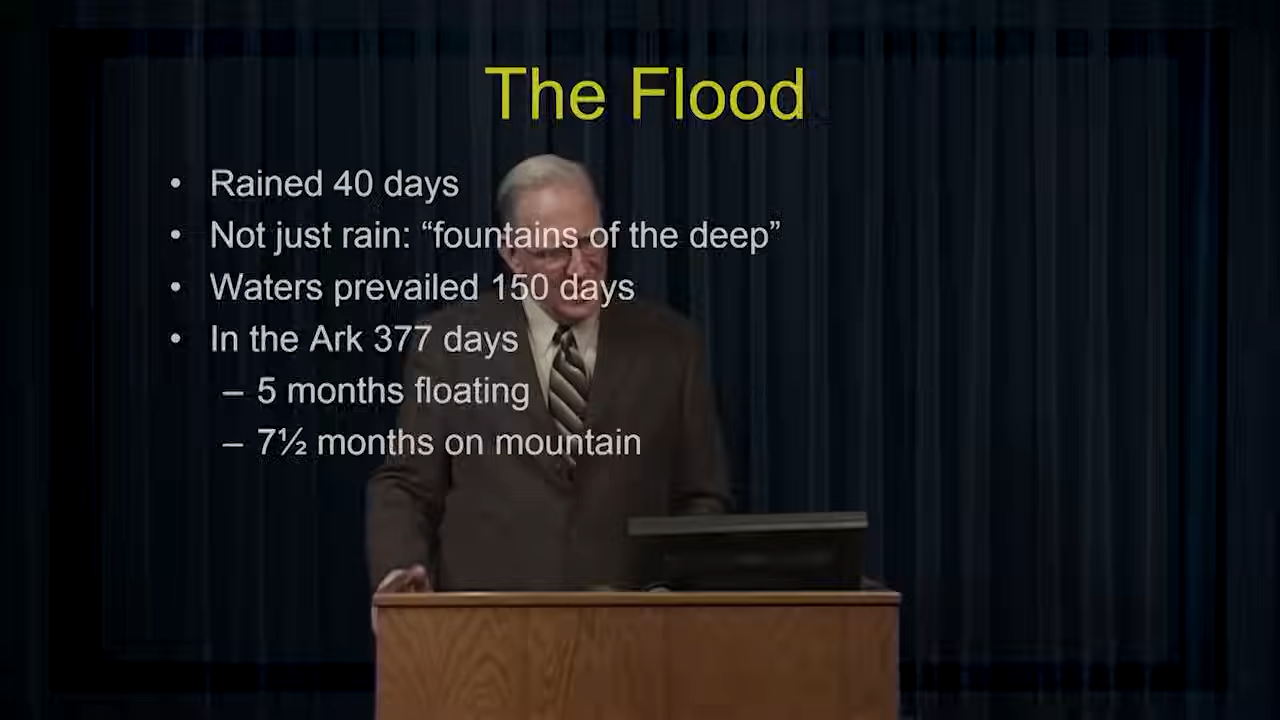 The Flood
• Rained 40 days
• Not just rain: “fountains of the deep”
• Waters prevailed 150 days
• In the Ark 377 days
– 5 months floating
– 7½ months on mountain